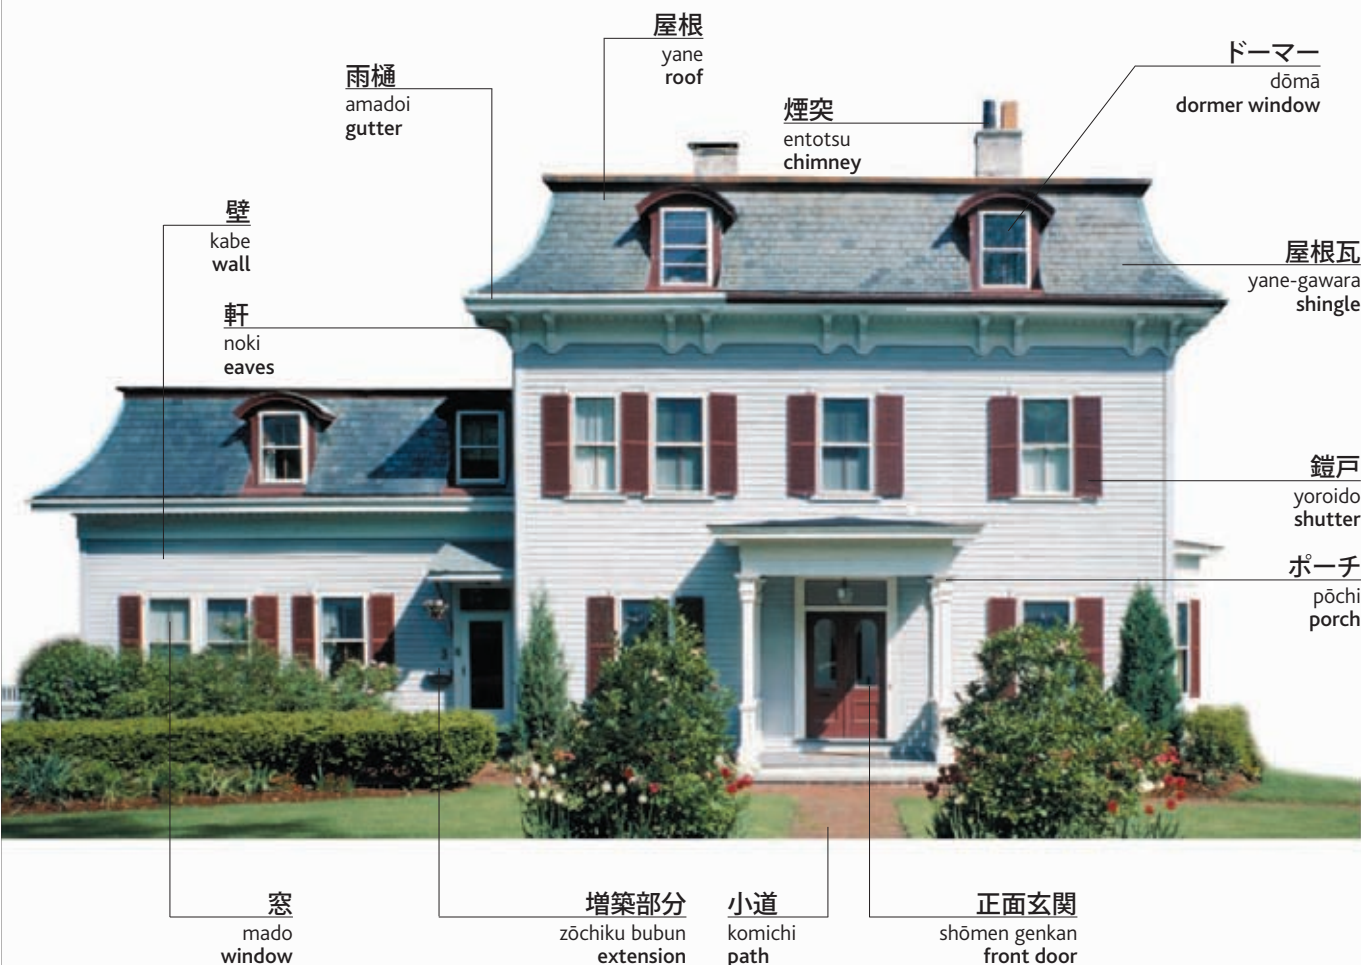 屋根
yane
roof
雨樋
amadoi
gutter
煙突
entotsu
chimney
ドーマー
dōmā
dormer window
壁
kabe
wall
屋根瓦
yane-gawara
shingle
軒
noki
eaves
鎧戸
yoroido
shutter
ポーチ
pōchi
porch
窓
mado
window
増築部分
zōchiku bubun
extension
小道
komichi
path
正面玄関
shōmen genkan
front door